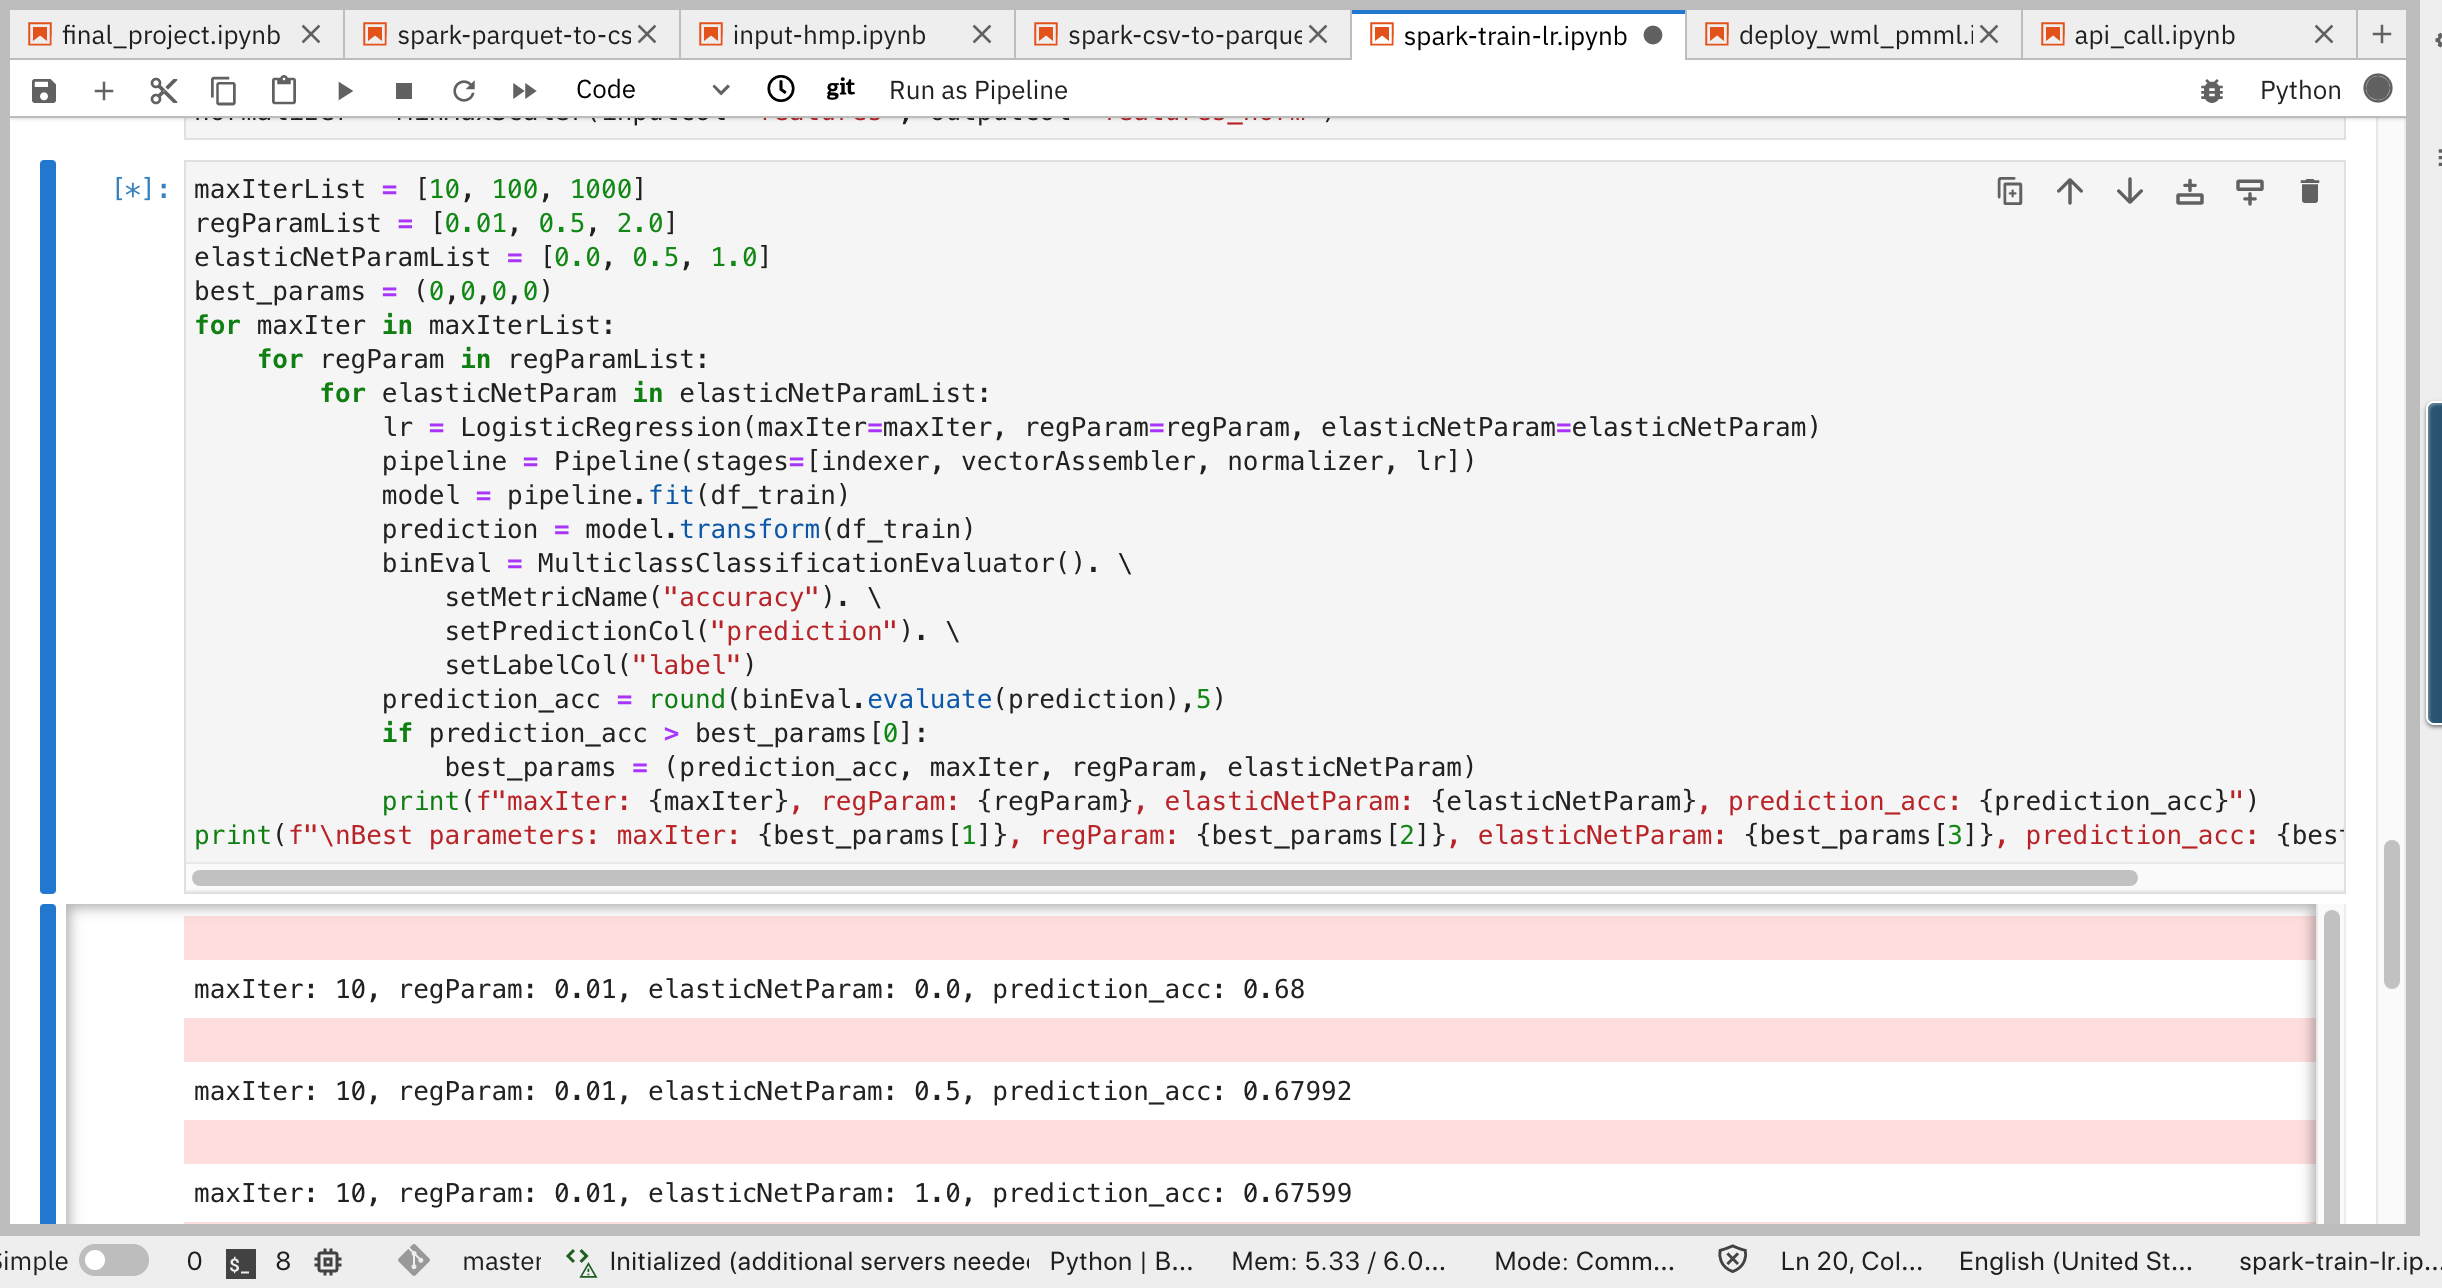 final_project.ipynb
spark-parquet-to-cs
input-hmp.ipynb
spark-csv-to-parque
spark-train-lr.ipynb
deploy_wml_pmml.i
api_call.ipynb
Code
git
Run as Pipeline
Python
[*]:
maxIterList = [10, 100, 1000]
regParamList = [0.01, 0.5, 2.0]
elasticNetParamList = [0.0, 0.5, 1.0]
best_params = (0,0,0,0)
for maxIter in maxIterList:
    for regParam in regParamList:
        for elasticNetParam in elasticNetParamList:
            lr = LogisticRegression(maxIter=maxIter, regParam=regParam, elasticNetParam=elasticNetParam)
            pipeline = Pipeline(stages=[indexer, vectorAssembler, normalizer, lr])
            model = pipeline.fit(df_train)
            prediction = model.transform(df_train)
            binEval = MulticlassClassificationEvaluator(). \
                setMetricName("accuracy"). \
                setPredictionCol("prediction"). \
                setLabelCol("label")
            prediction_acc = round(binEval.evaluate(prediction),5)
            if prediction_acc > best_params[0]:
                best_params = (prediction_acc, maxIter, regParam, elasticNetParam)
            print(f"maxIter: {maxIter}, regParam: {regParam}, elasticNetParam: {elasticNetParam}, prediction_acc: {prediction_acc}")
print(f"\nBest parameters: maxIter: {best_params[1]}, regParam: {best_params[2]}, elasticNetParam: {best_params[3]}, prediction_acc: {best
maxIter: 10, regParam: 0.01, elasticNetParam: 0.0, prediction_acc: 0.68
maxIter: 10, regParam: 0.01, elasticNetParam: 0.5, prediction_acc: 0.67992
maxIter: 10, regParam: 0.01, elasticNetParam: 1.0, prediction_acc: 0.67599
Simple
0
$_
8
master
Initialized (additional servers neede
Python | B...
Mem: 5.33 / 6.0...
Mode: Comm...
Ln 20, Col...
English (United St...
spark-train-lr.ip...